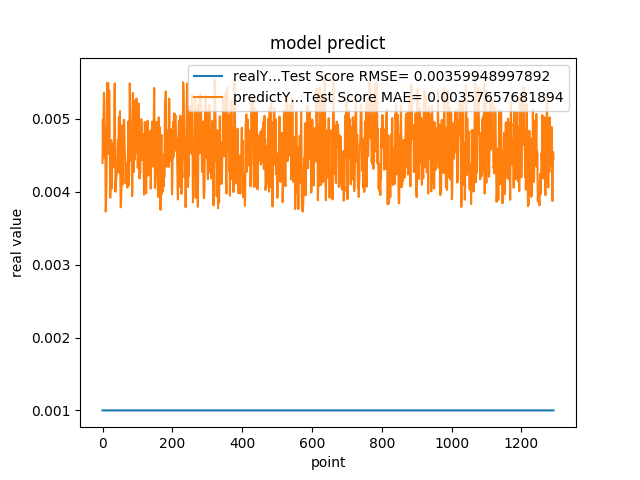 model predict
realY...Test Score RMSE= 0.00359948997892
predictY...Test Score MAE= 0.00357657681894
0.005
0.004
0.003
0.002
0.001
real value
0 200 400 600 800 1000 1200
point